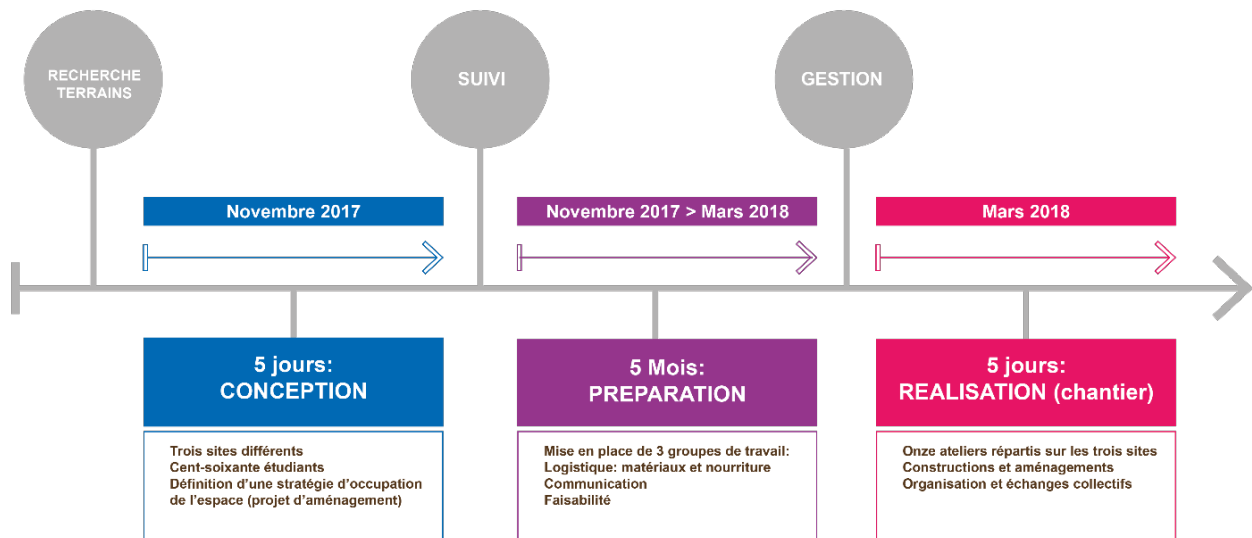 RECHERCHE
TERRAINS
SUIVI
GESTION
Novembre 2017
Novembre 2017 > Mars 2018
Mars 2018
5 jours:
CONCEPTION
5 Mois:
PREPARATION
5 jours:
REALISATION (chantier)
Trois sites différents
Cent-soixante étudiants
Définition d’une stratégie d’occupation
de l’espace (projet d’aménagement)
Mise en place de 3 groupes de travail:
Logistique: matériaux et nourriture
Communication
Faisabilité
Onze ateliers répartis sur les trois sites
Constructions et aménagements
Organisation et échanges collectifs